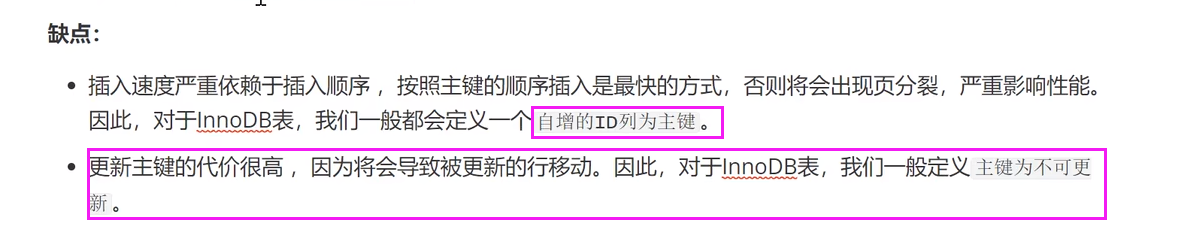 缺点：
• 插入速度严重依赖于插入顺序 ，按照主键的顺序插入是最快的方式，否则将会出现页分裂，严重影响性能。
因此，对于InnoDB表，我们一般都会定义一个自增的ID列为主键。
• 更新主键的代价很高 ，因为将会导致被更新的行移动。因此，对于InnoDB表，我们一般定义主键为不可更
新。